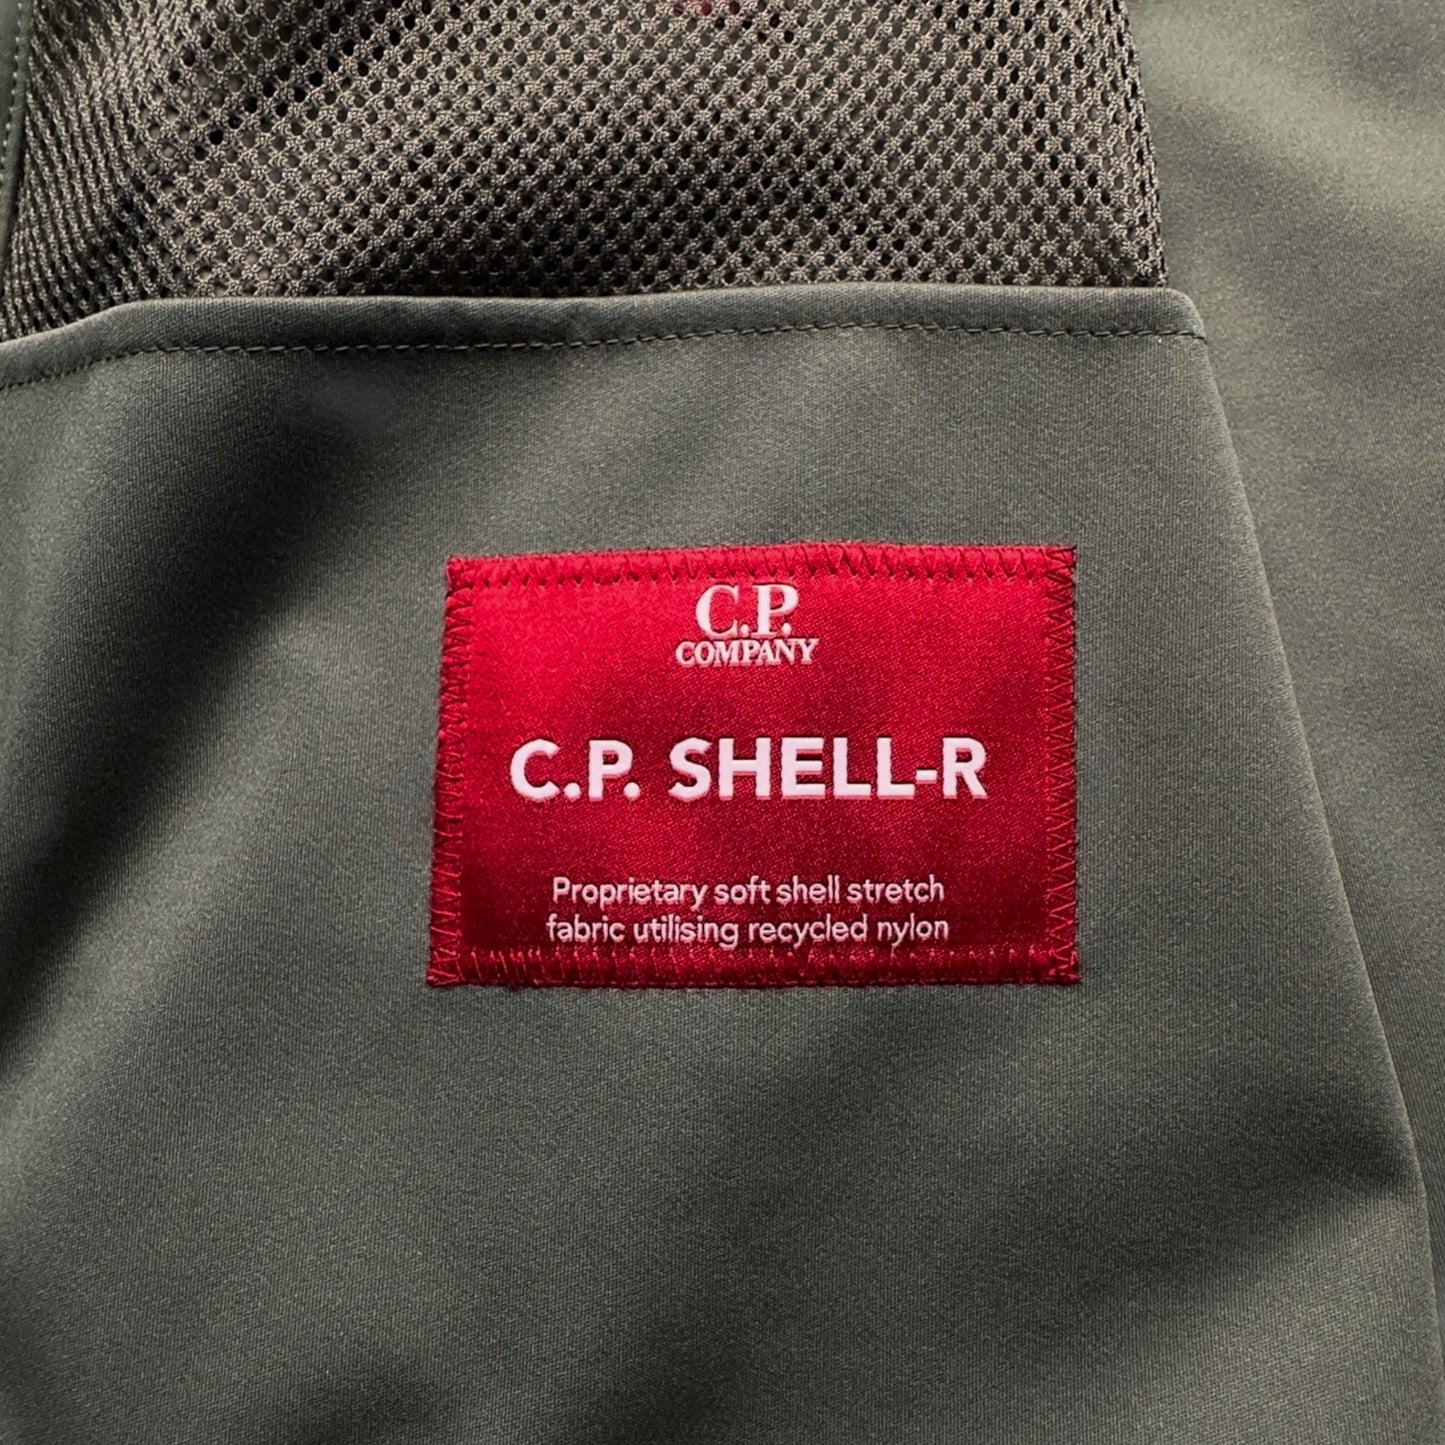 C.P.
COMPANY
C.P. SHELL-R
Proprietary soft shell stretch
fabric utilising recycled nylon